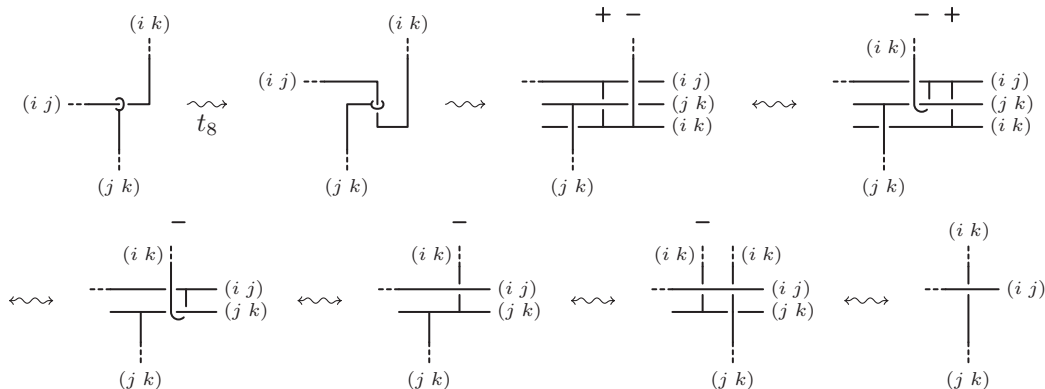 (i k) (i k) + − − +
(i k)
(i j) (i j) (i j) (i j)
(j k) (j k)
t₈ (i k) (i k)
(j k) (j k) (j k) (j k)
− − − (i k)
(i k) (i k) (i k) (i k)
(i j) (i j) (i j) (i j)
(j k) (j k) (j k)
(j k) (j k) (j k) (j k)